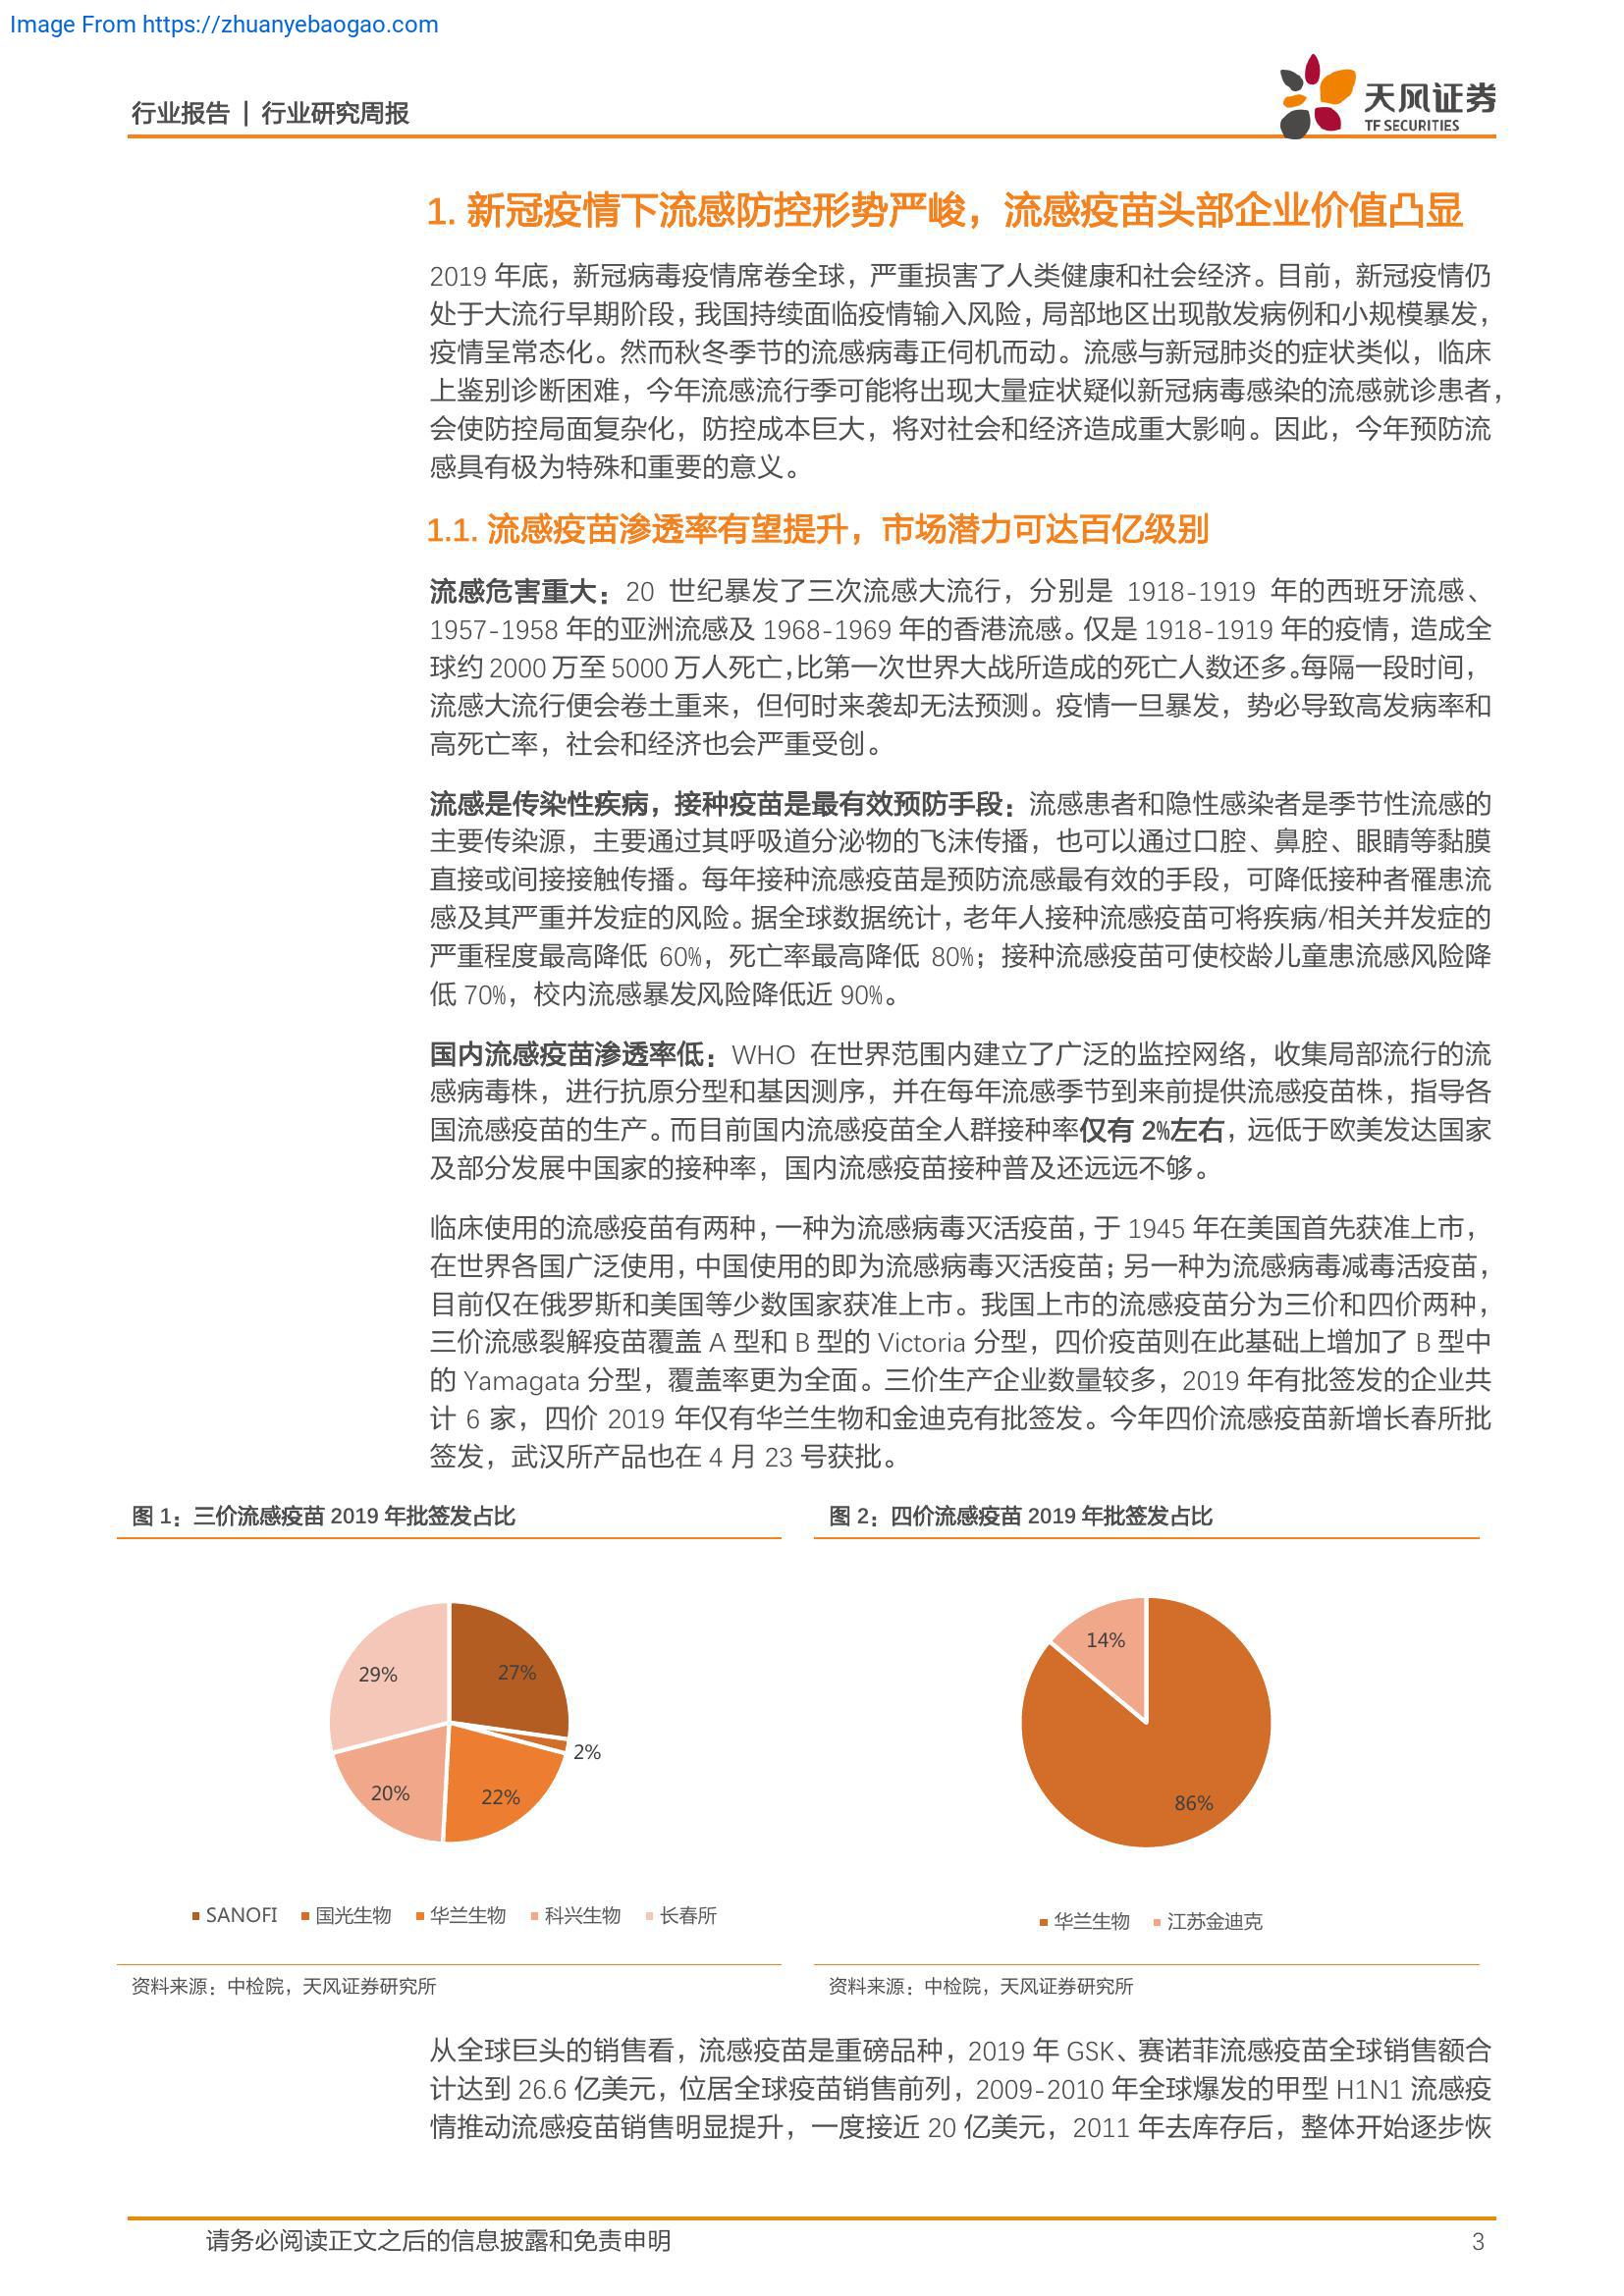 Image From https://zhuanyebaogao.com
行业报告 | 行业研究周报
天风证券
TF SECURITIES
1. 新冠疫情下流感防控形势严峻，流感疫苗头部企业价值凸显
2019 年底，新冠病毒疫情席卷全球，严重损害了人类健康和社会经济。目前，新冠疫情仍
处于大流行早期阶段，我国持续面临疫情输入风险，局部地区出现散发病例和小规模暴发，
疫情呈常态化。然而秋冬季节的流感病毒正伺机而动。流感与新冠肺炎的症状类似，临床
上鉴别诊断困难，今年流感流行季可能将出现大量症状疑似新冠病毒感染的流感就诊患者，
会使防控局面复杂化，防控成本巨大，将对社会和经济造成重大影响。因此，今年预防流
感具有极为特殊和重要的意义。
1.1. 流感疫苗渗透率有望提升，市场潜力可达百亿级别
流感危害重大：20 世纪暴发了三次流感大流行，分别是 1918-1919 年的西班牙流感、
1957-1958 年的亚洲流感及 1968-1969 年的香港流感。仅是 1918-1919 年的疫情，造成全
球约 2000 万至 5000 万人死亡，比第一次世界大战所造成的死亡人数还多。每隔一段时间，
流感大流行便会卷土重来，但何时来袭却无法预测。疫情一旦暴发，势必导致高发病率和
高死亡率，社会和经济也会严重受创。
流感是传染性疾病，接种疫苗是最有效预防手段：流感患者和隐性感染者是季节性流感的
主要传染源，主要通过其呼吸道分泌物的飞沫传播，也可以通过口腔、鼻腔、眼睛等黏膜
直接或间接接触传播。每年接种流感疫苗是预防流感最有效的手段，可降低接种者罹患流
感及其严重并发症的风险。据全球数据统计，老年人接种流感疫苗可将疾病/相关并发症的
严重程度最高降低 60%，死亡率最高降低 80%；接种流感疫苗可使校龄儿童患流感风险降
低 70%，校内流感暴发风险降低近 90%。
国内流感疫苗渗透率低：WHO 在世界范围内建立了广泛的监控网络，收集局部流行的流
感病毒株，进行抗原分型和基因测序，并在每年流感季节到来前提供流感疫苗株，指导各
国流感疫苗的生产。而目前国内流感疫苗全人群接种率仅有 2%左右，远低于欧美发达国家
及部分发展中国家的接种率，国内流感疫苗接种普及还远远不够。
临床使用的流感疫苗有两种，一种为流感病毒灭活疫苗，于 1945 年在美国首先获准上市，
在世界各国广泛使用，中国使用的即为流感病毒灭活疫苗；另一种为流感病毒减毒活疫苗，
目前仅在俄罗斯和美国等少数国家获准上市。我国上市的流感疫苗分为三价和四价两种，
三价流感裂解疫苗覆盖 A 型和 B 型的 Victoria 分型，四价疫苗则在此基础上增加了 B 型中
的 Yamagata 分型，覆盖率更为全面。三价生产企业数量较多，2019 年有批签发的企业共
计 6 家，四价 2019 年仅有华兰生物和金迪克有批签发。今年四价流感疫苗新增长春所批
签发，武汉所产品也在 4 月 23 号获批。
图 1：三价流感疫苗 2019 年批签发占比
29%
27%
2%
20%
22%
SANOFI 国光生物 华兰生物 科兴生物 长春所
资料来源：中检院，天风证券研究所
图 2：四价流感疫苗 2019 年批签发占比
14%
86%
华兰生物 江苏金迪克
资料来源：中检院，天风证券研究所
从全球巨头的销售看，流感疫苗是重磅品种，2019 年 GSK、赛诺菲流感疫苗全球销售额合
计达到 26.6 亿美元，位居全球疫苗销售前列，2009-2010 年全球爆发的甲型 H1N1 流感疫
情推动流感疫苗销售明显提升，一度接近 20 亿美元，2011 年去库存后，整体开始逐步恢
请务必阅读正文之后的信息披露和免责申明
3